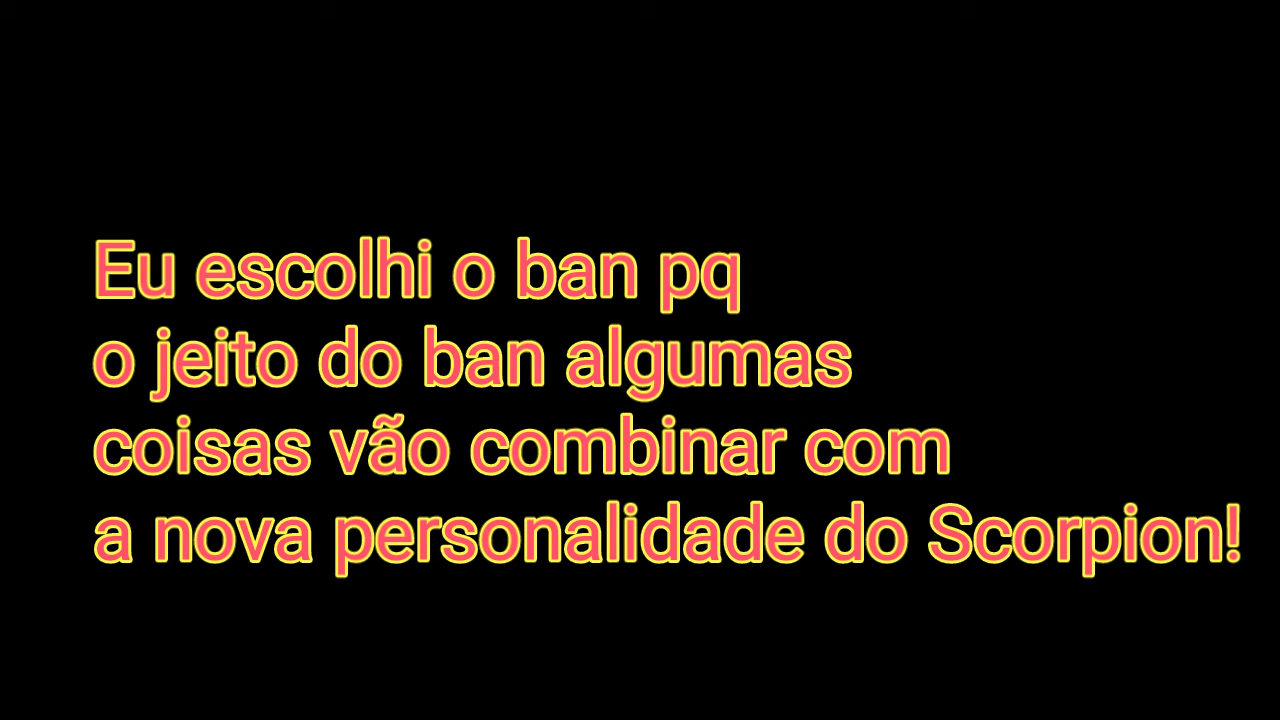 Eu escolhi o ban pq
o jeito do ban algumas
coisas vão combinar com
a nova personalidade do Scorpion!